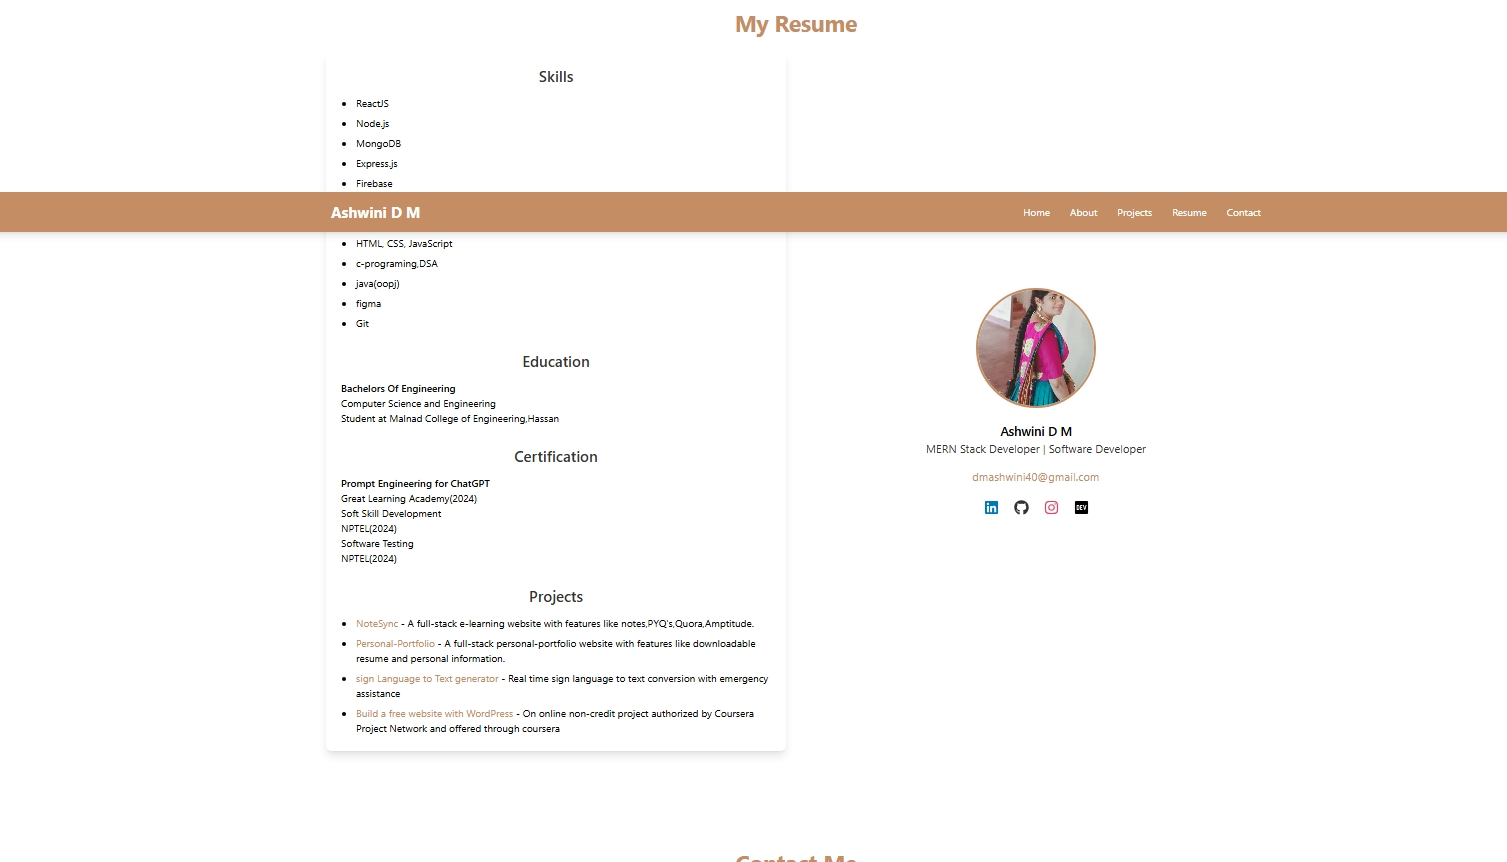 My Resume
Skills
ReactJS
Node.js
MongoDB
Express.js
Firebase
Ashwini D M
Home
About
Projects
Resume
Contact
HTML, CSS, JavaScript
c-programing,DSA
java(oopj)
figma
Git
Education
Bachelors Of Engineering
Computer Science and Engineering
Student at Malnad College of Engineering,Hassan
Certification
Prompt Engineering for ChatGPT
Great Learning Academy(2024)
Soft Skill Development
NPTEL(2024)
Software Testing
NPTEL(2024)
Projects
NoteSync - A full-stack e-learning website with features like notes,PYQ's,Quora,Amptitude.
Personal-Portfolio - A full-stack personal-portfolio website with features like downloadable
resume and personal information.
sign Language to Text generator - Real time sign language to text conversion with emergency
assistance
Build a free website with WordPress - On online non-credit project authorized by Coursera
Project Network and offered through coursera
Ashwini D M
MERN Stack Developer | Software Developer
dmashwini40@gmail.com
in
DEV
Contact Me